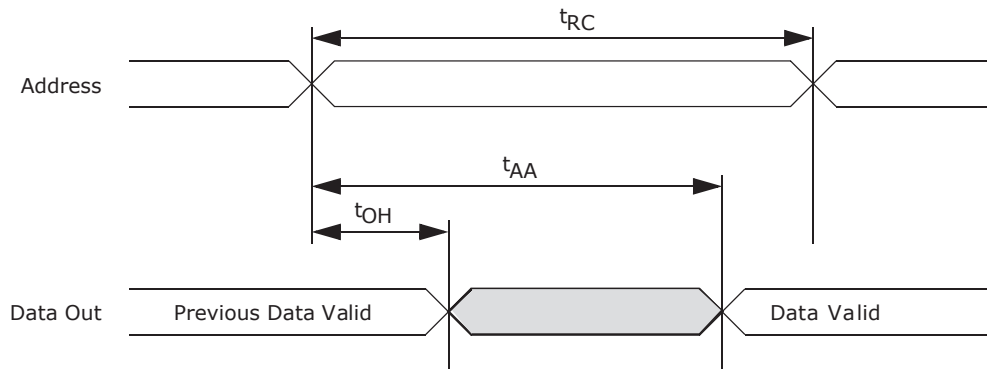 tRC
Address
tAA
tOH
Data Out
Previous Data Valid
Data Valid